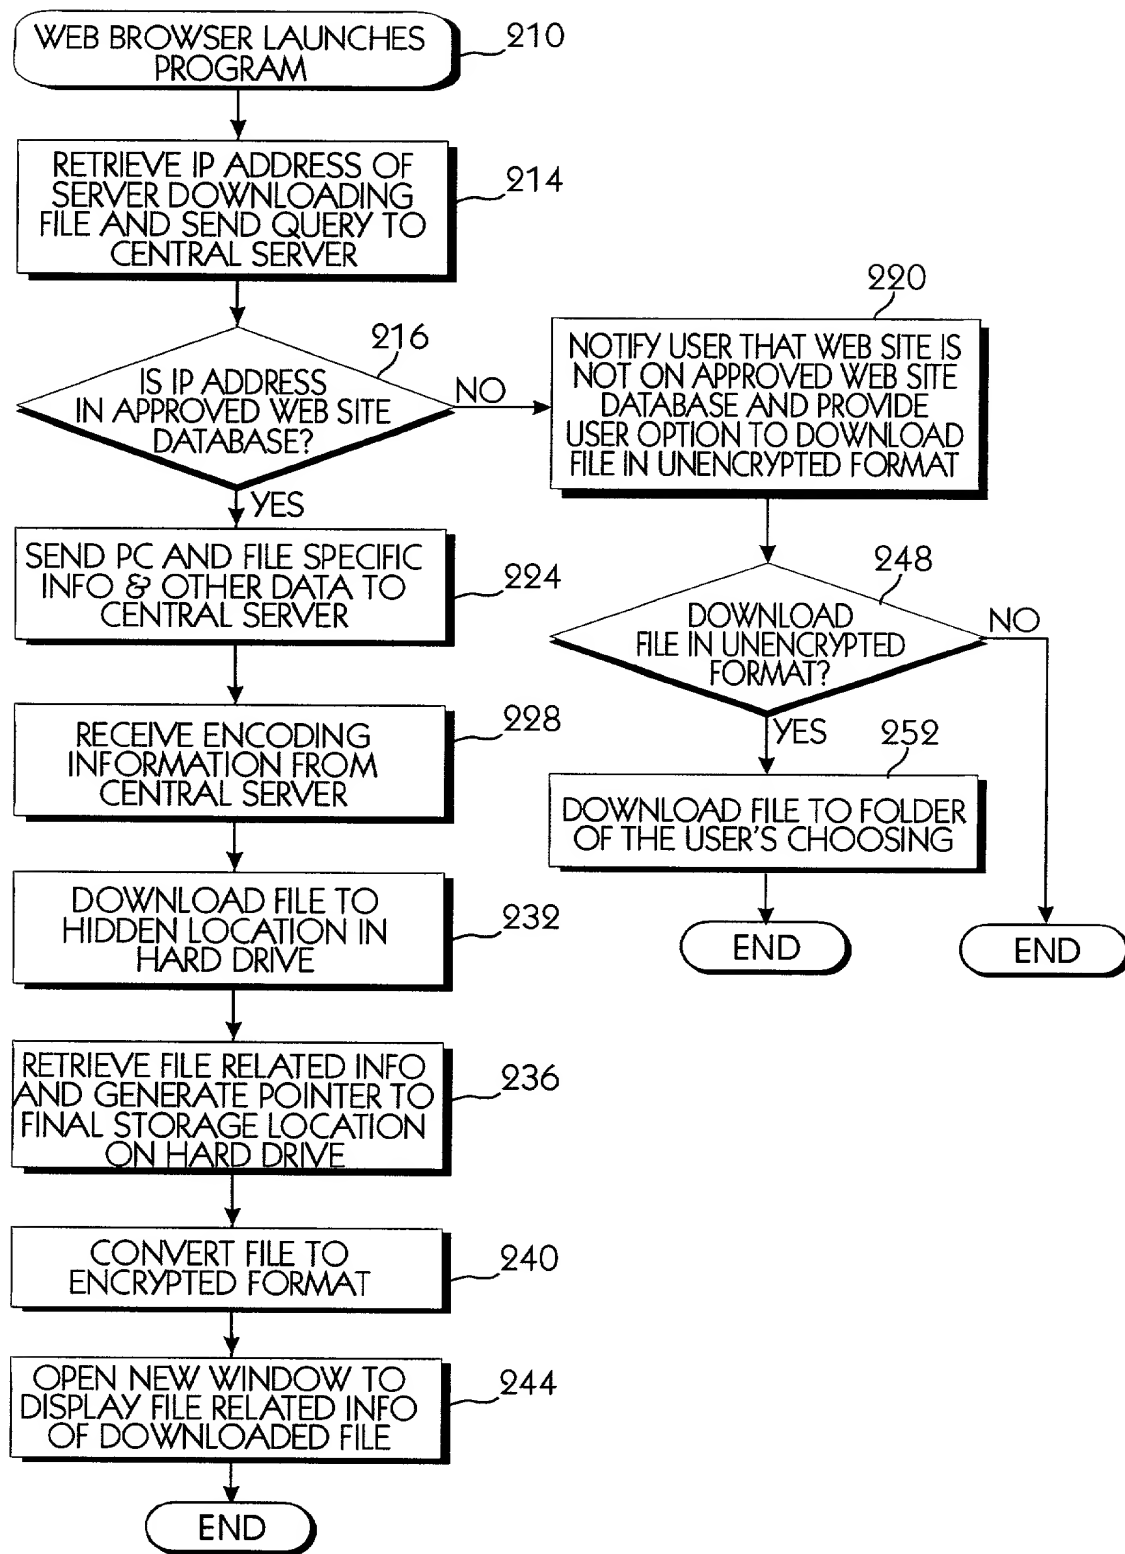 WEB BROWSER LAUNCHES
PROGRAM
210
RETRIEVE IP ADDRESS OF
SERVER DOWNLOADING
FILE AND SEND QUERY TO
CENTRAL SERVER
214
216
IS IP ADDRESS
IN APPROVED WEB SITE
DATABASE?
NO
YES
220
NOTIFY USER THAT WEB SITE IS
NOT ON APPROVED WEB SITE
DATABASE AND PROVIDE
USER OPTION TO DOWNLOAD
FILE IN UNENCRYPTED FORMAT
SEND PC AND FILE SPECIFIC
INFO & OTHER DATA TO
CENTRAL SERVER
224
248
DOWNLOAD
FILE IN UNENCRYPTED
FORMAT?
NO
YES
RECEIVE ENCODING
INFORMATION FROM
CENTRAL SERVER
228
252
DOWNLOAD FILE TO FOLDER
OF THE USER'S CHOOSING
END
END
DOWNLOAD FILE TO
HIDDEN LOCATION IN
HARD DRIVE
232
RETRIEVE FILE RELATED INFO
AND GENERATE POINTER TO
FINAL STORAGE LOCATION
ON HARD DRIVE
236
CONVERT FILE TO
ENCRYPTED FORMAT
240
OPEN NEW WINDOW TO
DISPLAY FILE RELATED INFO
OF DOWNLOADED FILE
244
END